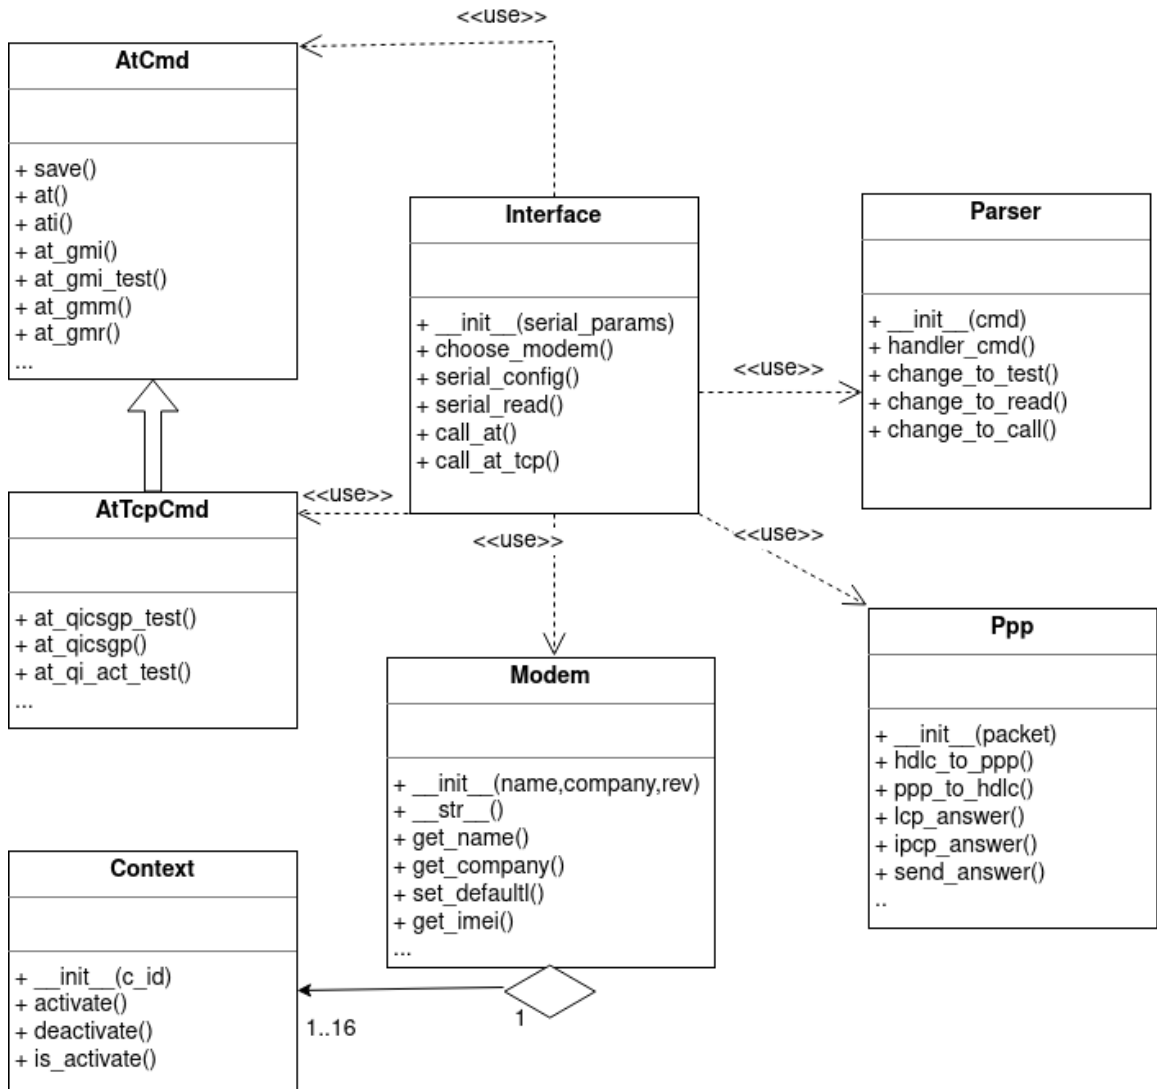 <<use>>
AtCmd
+ save()
+ at()
+ ati()
+ at_gmi()
+ at_gmi_test()
+ at_gmm()
+ at_gmr()
...
Interface
+ __init__(serial_params)
+ choose_modem()
+ serial_config()
+ serial_read()
+ call_at()
+ call_at_tcp()
<<use>>
Parser
+ __init__(cmd)
+ handler_cmd()
+ change_to_test()
+ change_to_read()
+ change_to_call()
<<use>>
AtTcpCmd
+ at_qicsgp_test()
+ at_qicsgp()
+ at_qi_act_test()
...
<<use>>
<<use>>
Modem
+ __init__(name,company,rev)
+ __str__()
+ get_name()
+ get_company()
+ set_defaultl()
+ get_imei()
...
Ppp
+ __init__(packet)
+ hdlc_to_ppp()
+ ppp_to_hdlc()
+ lcp_answer()
+ ipcp_answer()
+ send_answer()
..
Context
+ __init__(c_id)
+ activate()
+ deactivate()
+ is_activate()
1..16
1